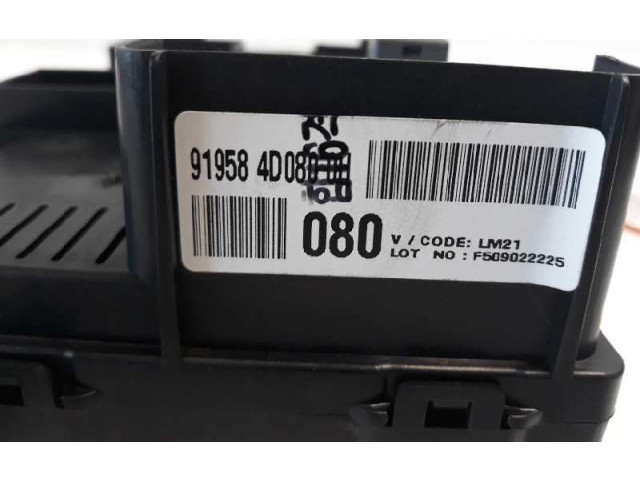 91958 4D080
080
V / CODE: LM21
LOT NO : F509022225